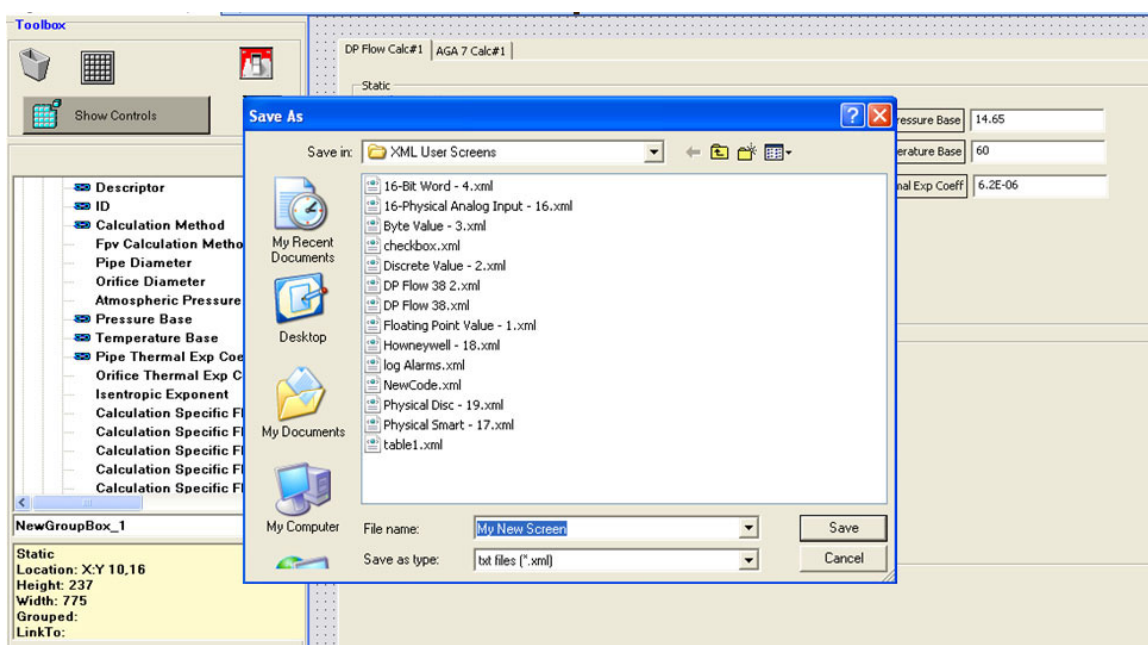 Toolbox
Show Controls
Descriptor
ID
Calculation Method
Fpv Calculation Metho
Pipe Diameter
Orifice Diameter
Atmospheric Pressure
Pressure Base
Temperature Base
Pipe Thermal Exp Coe
Orifice Thermal Exp C
Isentropic Exponent
Calculation Specific Fl
Calculation Specific Fl
Calculation Specific Fl
Calculation Specific Fl
Calculation Specific Fl
NewGroupBox_1
Static
Location: X:Y 10,16
Height: 237
Width: 775
Grouped:
LinkTo:
DP Flow Calc#1
AGA 7 Calc#1
Static
ressure Base 14.65
erature Base 60
nal Exp Coeff 6.2E-06
Save As
Save in: XML User Screens
My Recent
Documents
Desktop
My Documents
My Computer
16-Bit Word - 4.xml
16-Physical Analog Input - 16.xml
Byte Value - 3.xml
checkbox.xml
Discrete Value - 2.xml
DP Flow 38 2.xml
DP Flow 38.xml
Floating Point Value - 1.xml
Howneywell - 18.xml
log Alarms.xml
NewCode.xml
Physical Disc - 19.xml
Physical Smart - 17.xml
table1.xml
File name: My New Screen
Save
Save as type: txt files (*.xml)
Cancel